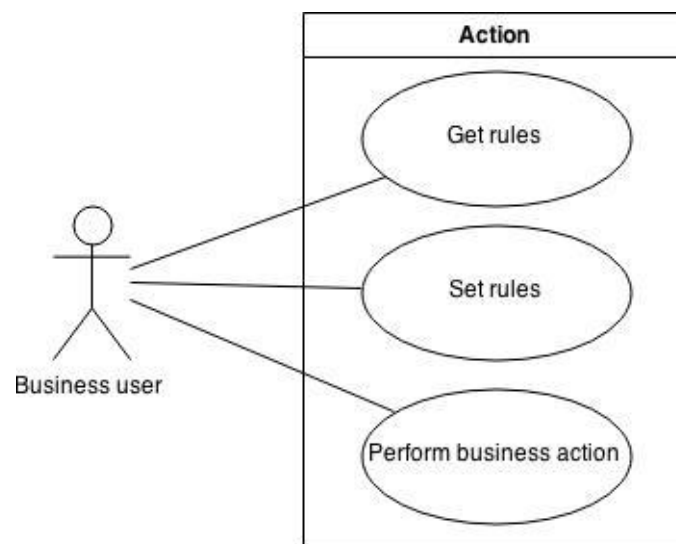 Action
Get rules
Set rules
Business user
Perform business action